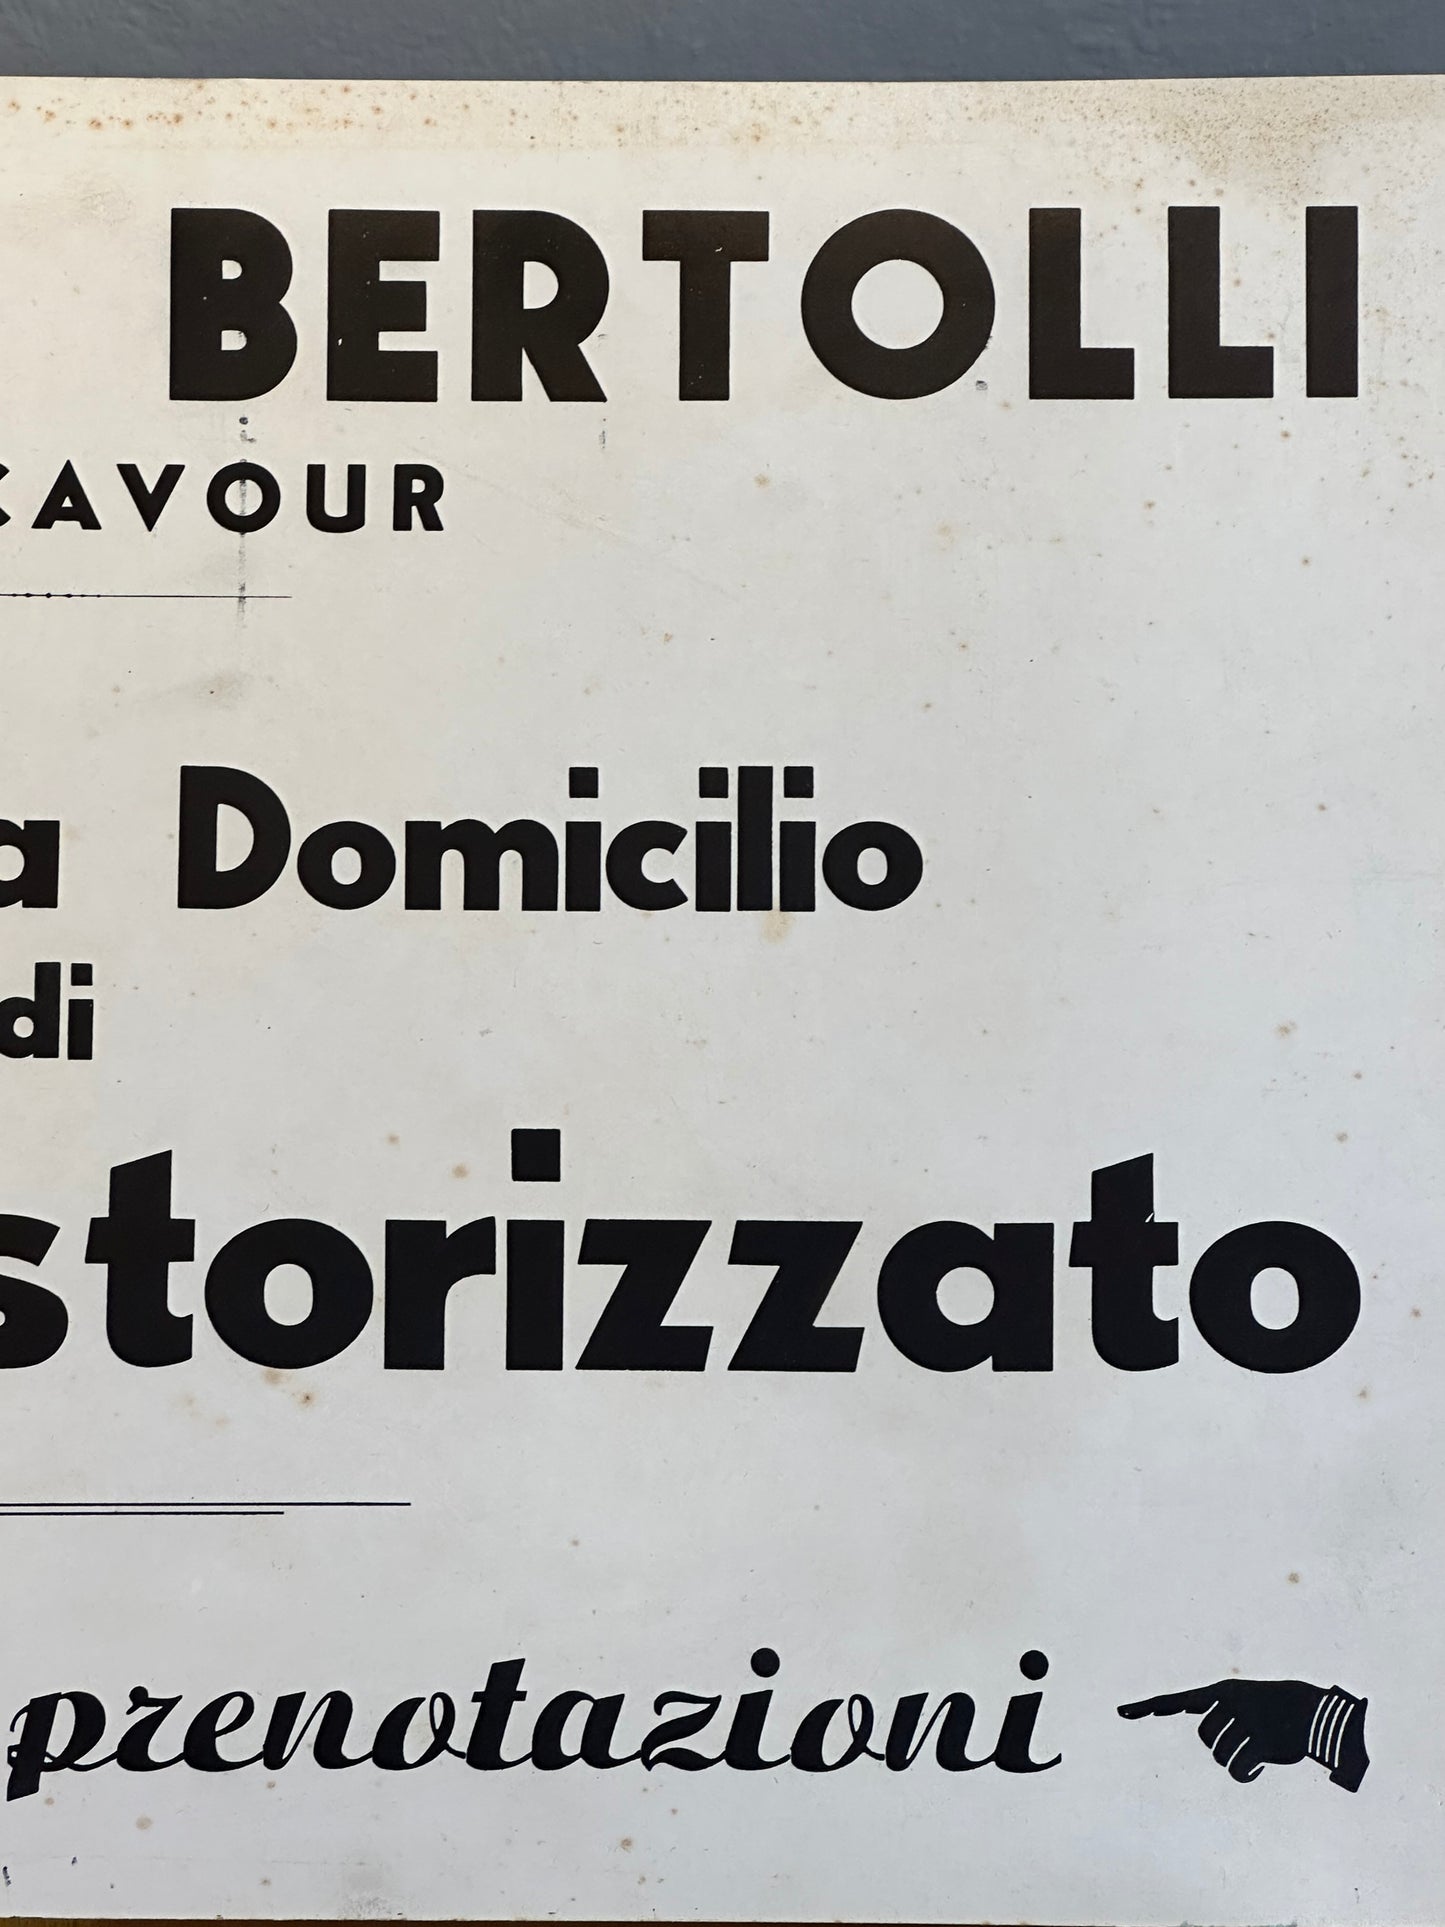 BERTOLLI
CAVOUR
a Domicilio
di
storizzato
prenotazioni